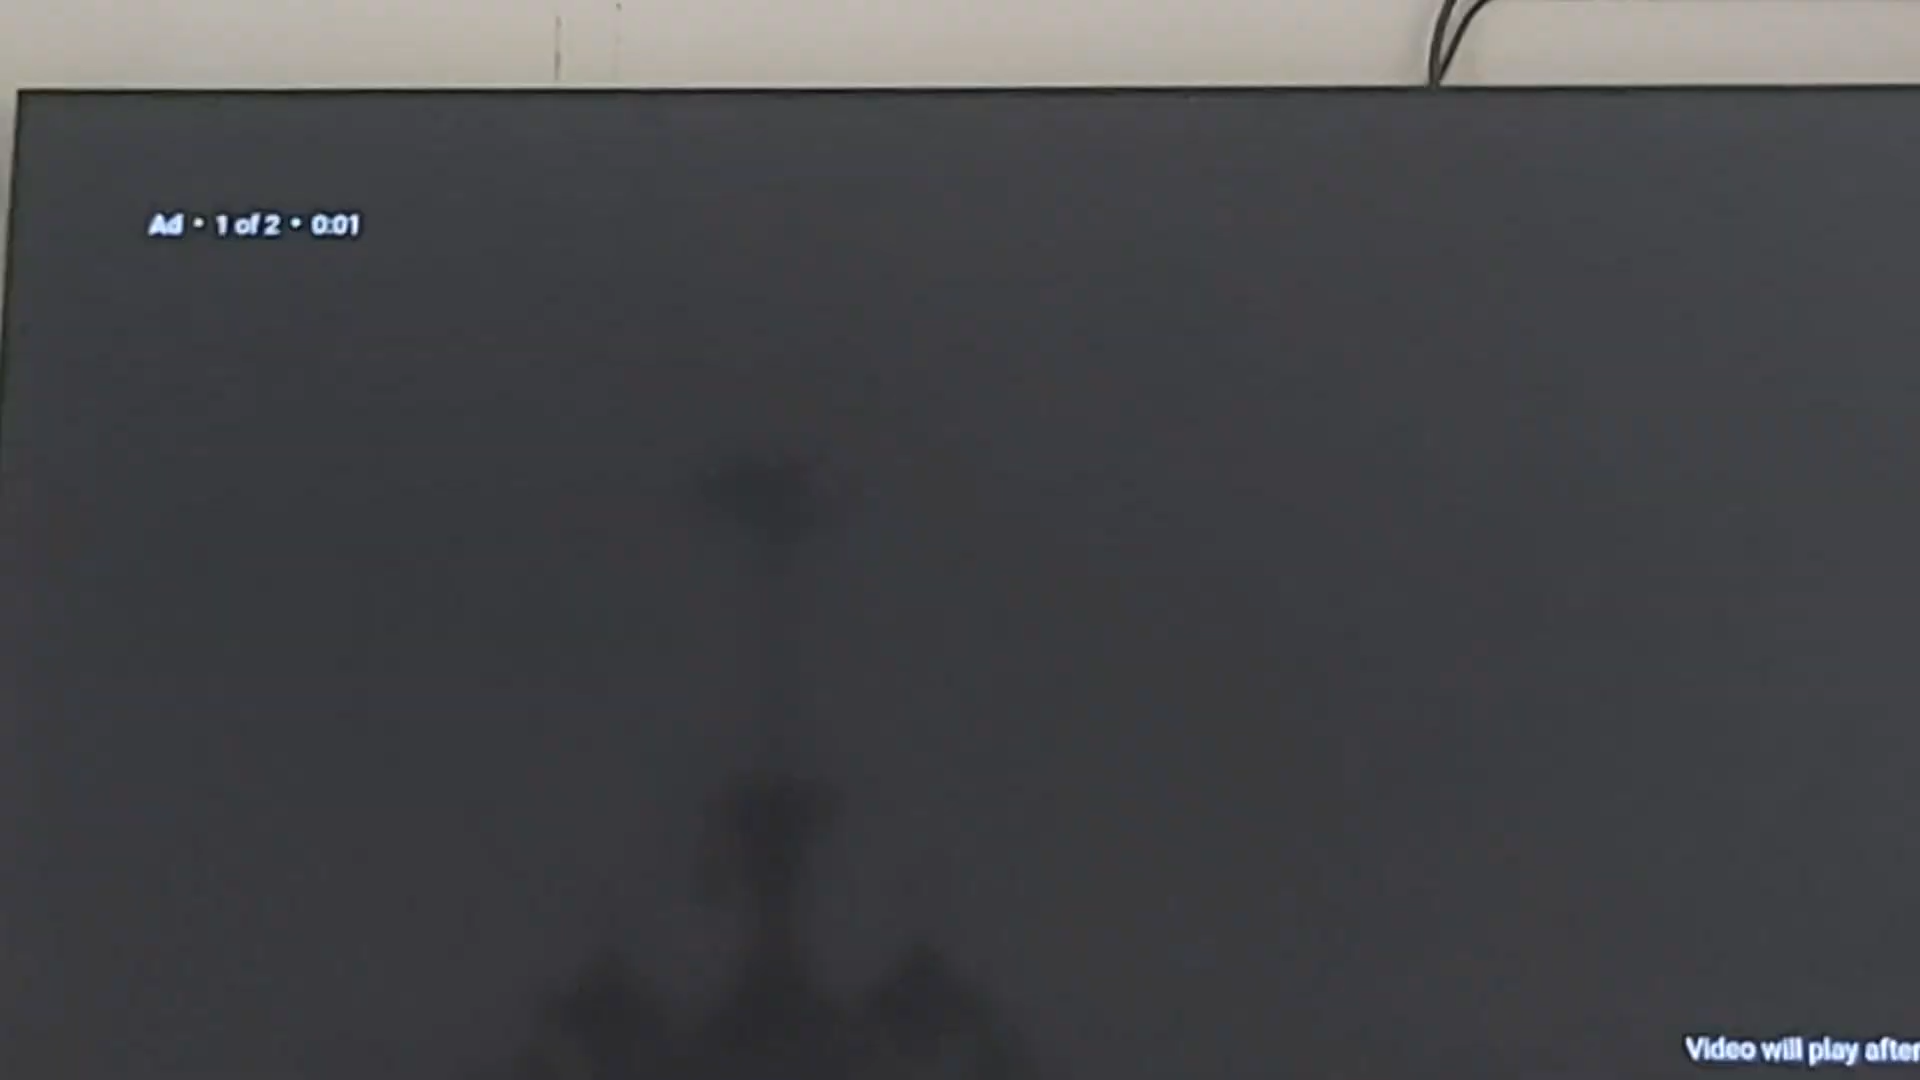 Ad • 1 of 2 • 0:01
Video will play after